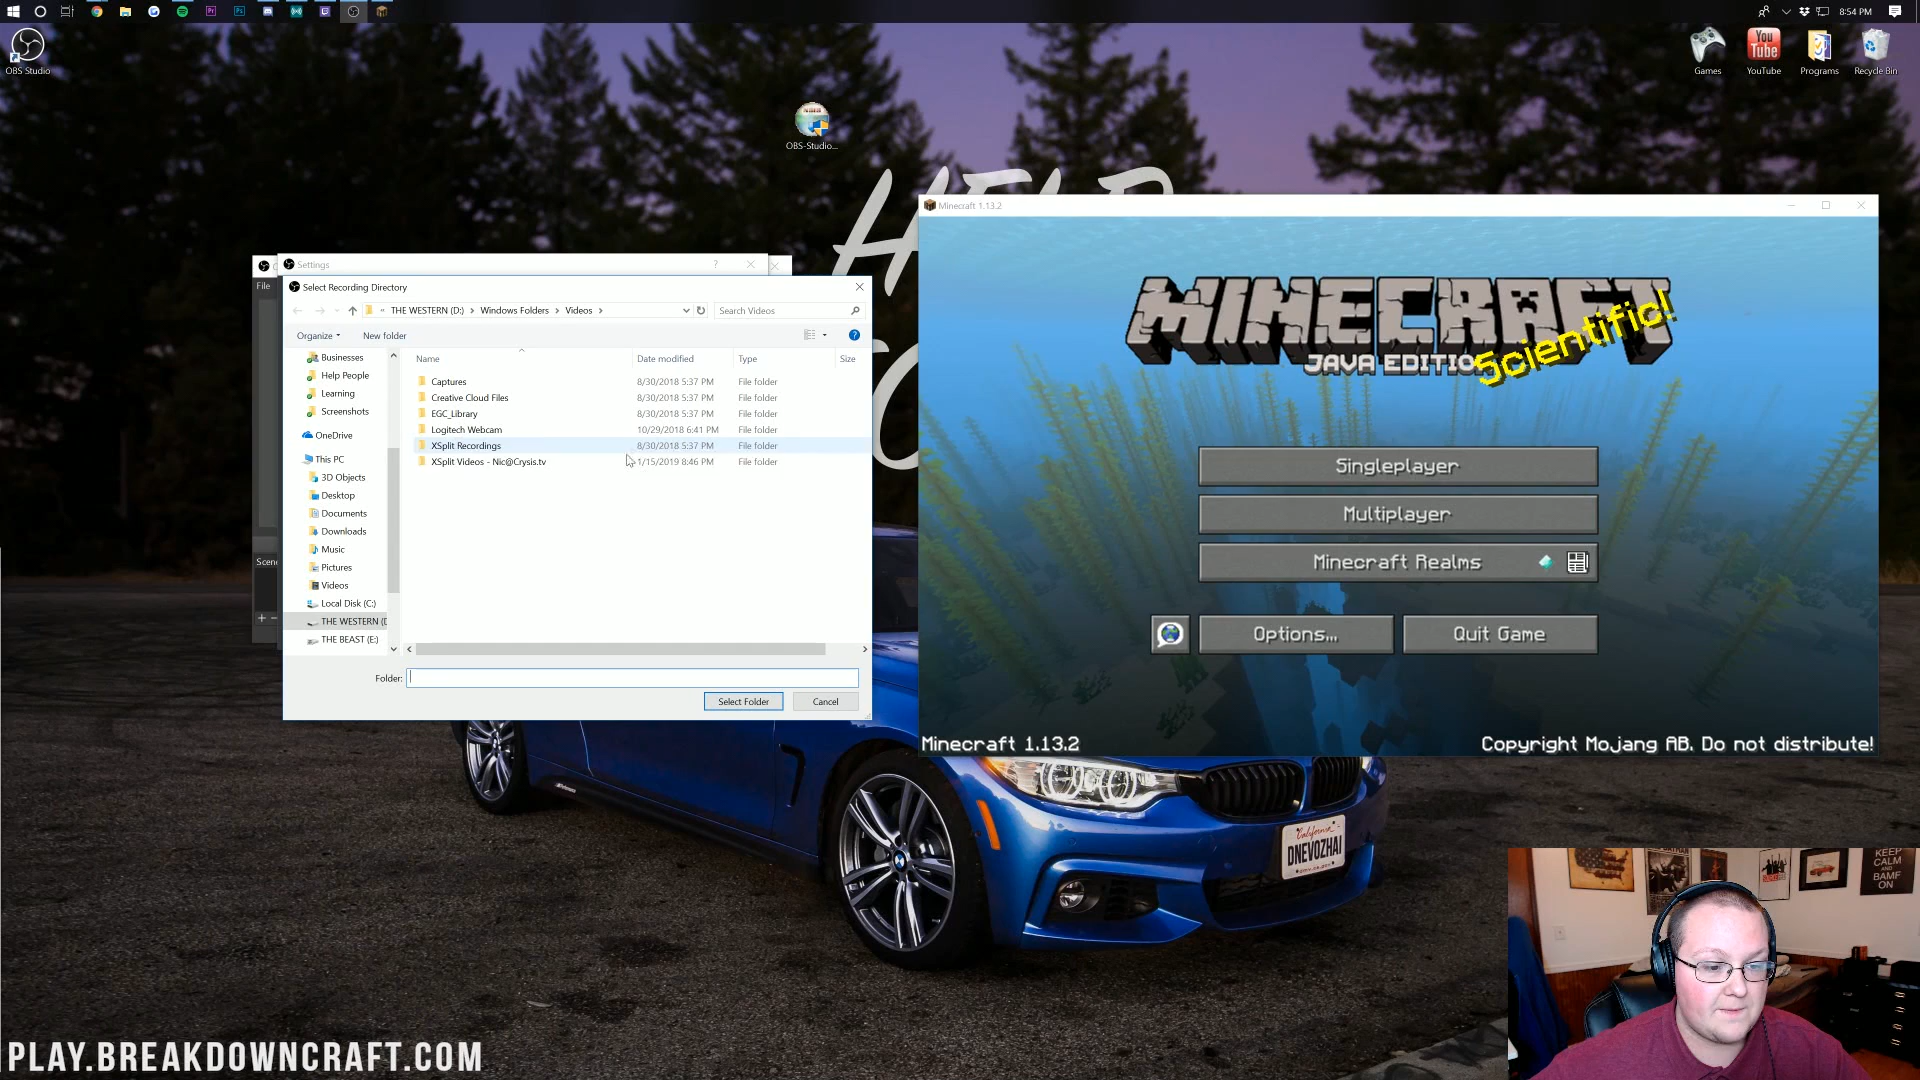 8:54 PM
OBS Studio
Games
YouTube
Programs
Recycle Bin
You
Tube
OBS-Studio...
HELP
Minecraft 1.13.2
Settings
?
File
Select Recording Directory
« THE WESTERN (D:) > Windows Folders > Videos >
Search Videos
Organize
New folder
Name
Date modified
Type
Size
Businesses
Help People
Learning
Screenshots
OneDrive
This PC
3D Objects
Desktop
Documents
Downloads
Music
Pictures
Videos
Local Disk (C:)
THE WESTERN (D
THE BEAST (E:)
Captures 8/30/2018 5:37 PM File folder
Creative Cloud Files 8/30/2018 5:37 PM File folder
EGC_Library 8/30/2018 5:37 PM File folder
Logitech Webcam 10/29/2018 6:41 PM File folder
XSplit Recordings 8/30/2018 5:37 PM File folder
XSplit Videos - Nic@Crysis.tv 1/15/2019 8:46 PM File folder
Scene
Folder:
Select Folder
Cancel
MINECRAFT
JAVA EDITION
Scientific!
Singleplayer
Multiplayer
Minecraft Realms
Options...
Quit Game
Minecraft 1.13.2
Copyright Mojang AB. Do not distribute!
California
DNEVOZHAI
KEEP
CALM
AND
BAMF
ON
PLAY.BREAKDOWNCRAFT.COM